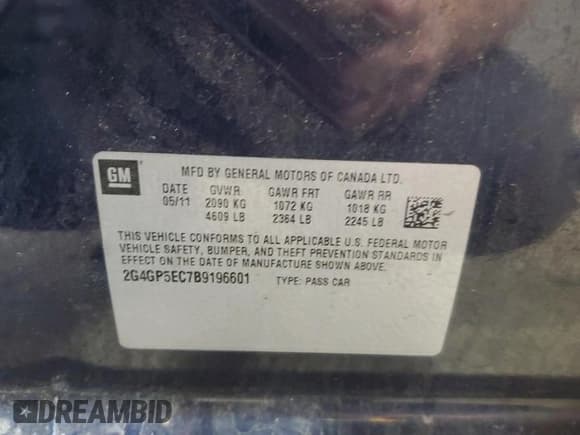 GM
MFD BY GENERAL MOTORS OF CANADA LTD.
DATE GVWR GAWR FRT GAWR RR
05/11 2090 KG 1072 KG 1018 KG
4609 LB 2364 LB 2245 LB
THIS VEHICLE CONFORMS TO ALL APPLICABLE U.S. FEDERAL MOTOR
VEHICLE SAFETY, BUMPER, AND THEFT PREVENTION STANDARDS IN
EFFECT ON THE DATE OF MANUFACTURE SHOWN ABOVE.
2G4GP5EC7B9196601 TYPE: PASS CAR
DREAMBID